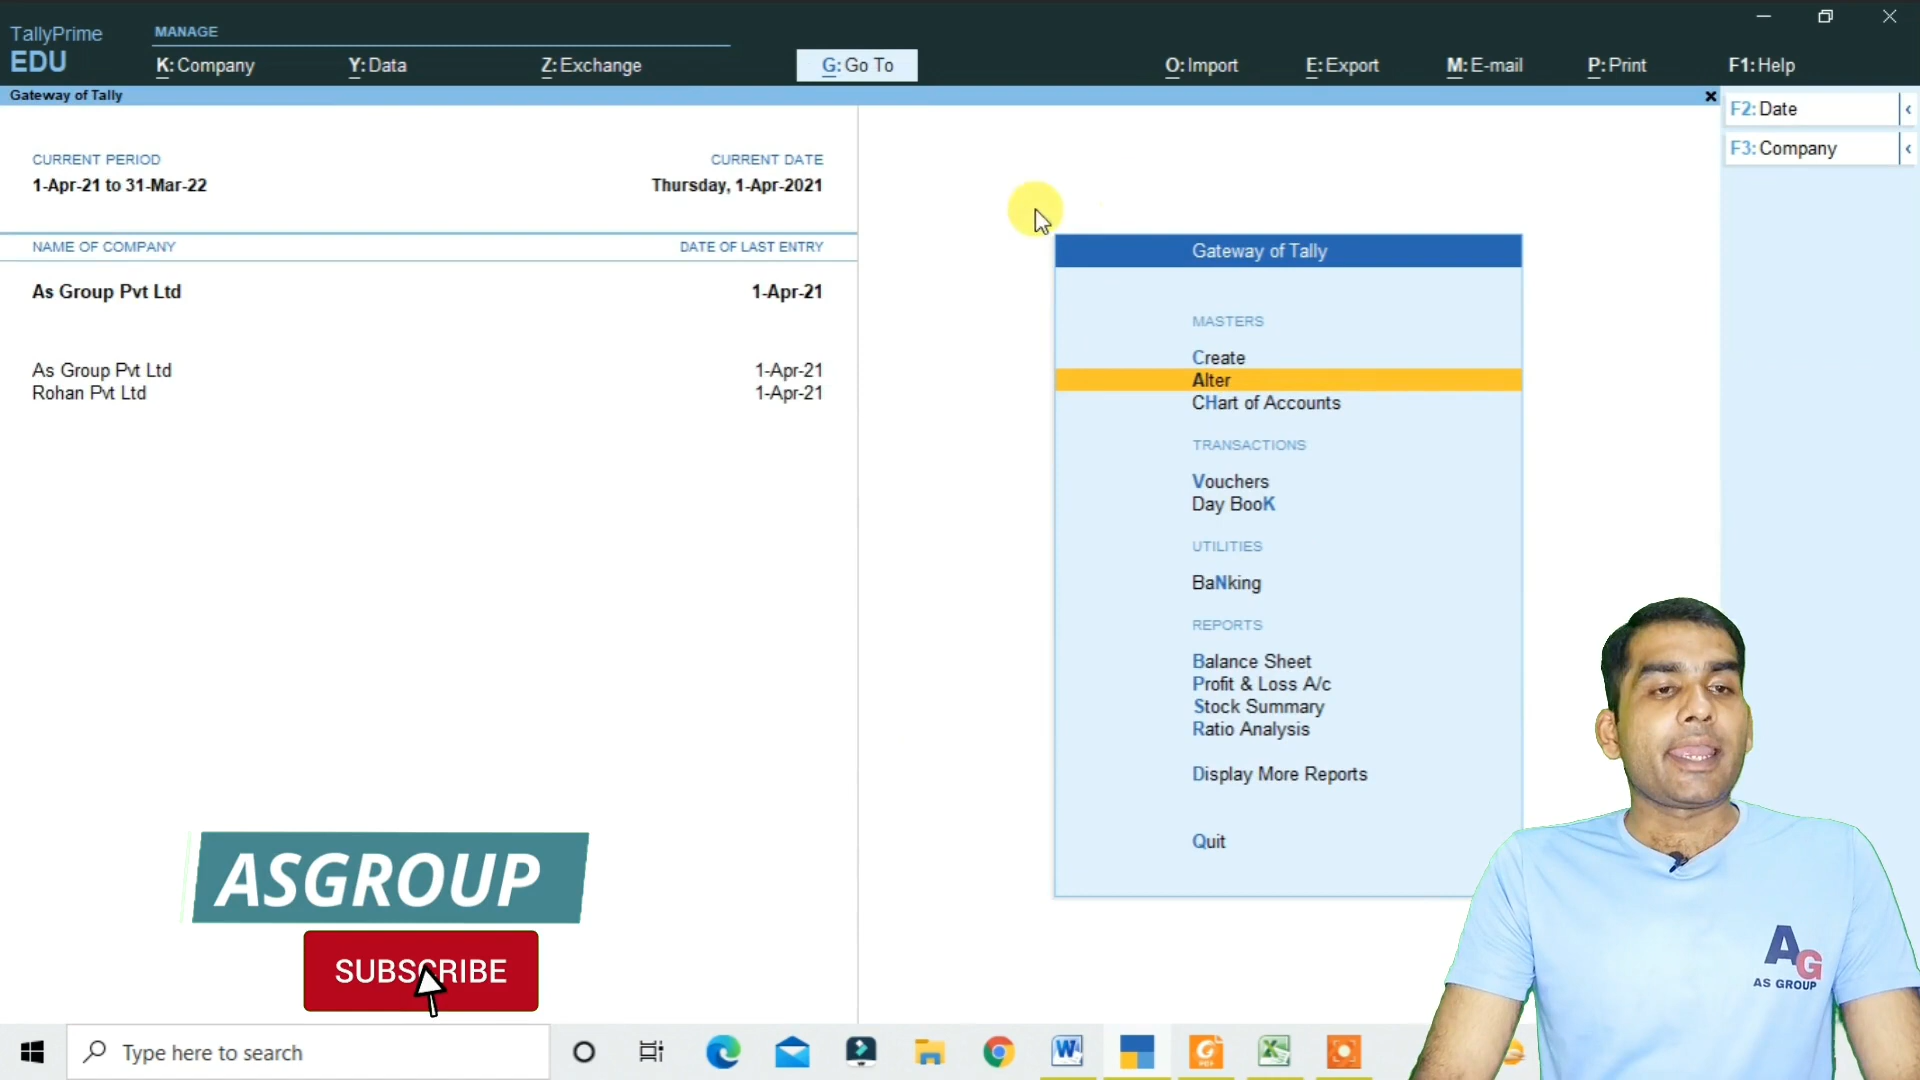 TallyPrime
EDU
MANAGE
K: Company
Y: Data
Z: Exchange
G: Go To
O: Import
E: Export
M: E-mail
P: Print
F1: Help
Gateway of Tally
F2: Date
F3: Company
CURRENT PERIOD
CURRENT DATE
1-Apr-21 to 31-Mar-22
Thursday, 1-Apr-2021
NAME OF COMPANY
DATE OF LAST ENTRY
As Group Pvt Ltd
1-Apr-21
As Group Pvt Ltd
1-Apr-21
Rohan Pvt Ltd
1-Apr-21
Gateway of Tally
MASTERS
Create
Alter
CHart of Accounts
TRANSACTIONS
Vouchers
Day BooK
UTILITIES
BaNking
REPORTS
Balance Sheet
Profit & Loss A/c
Stock Summary
Ratio Analysis
Display More Reports
Quit
ASGROUP
SUBSCRIBE
AG
AS GROUP
Type here to search